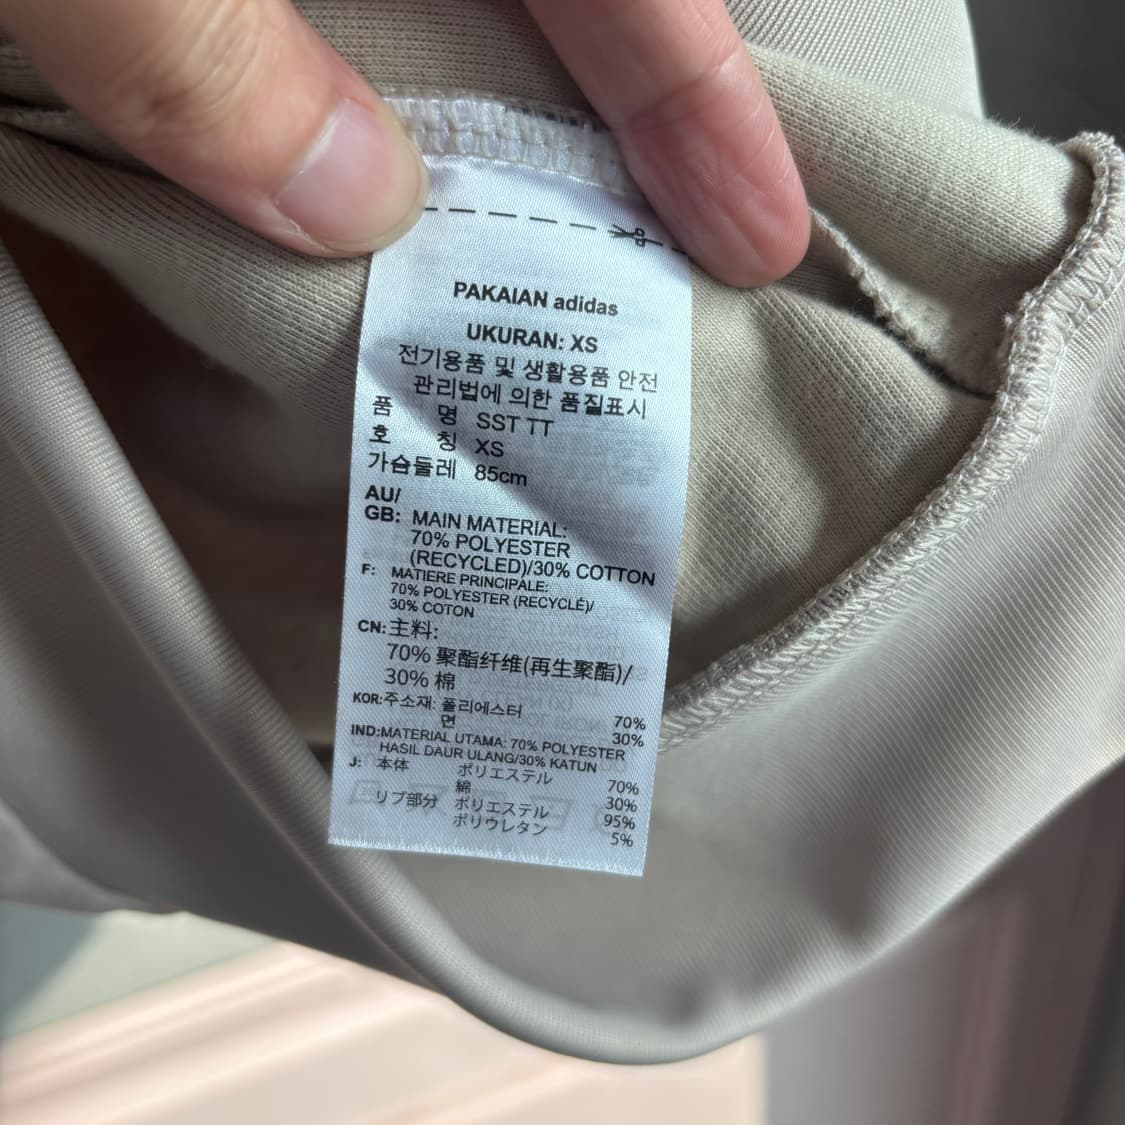 PAKAIAN adidas
UKURAN: XS
전기용품 및 생활용품 안전
관리법에 의한 품질표시
품 명 SST TT
호 칭 XS
가슴둘레 85cm
AU/
GB: MAIN MATERIAL:
70% POLYESTER
(RECYCLED)/30% COTTON
F: MATIERE PRINCIPALE:
70% POLYESTER (RECYCLÉ)/
30% COTON
CN: 主料:
70% 聚酯纤维(再生聚酯)/
30% 棉
KOR: 주소재: 폴리에스터 70%
면 30%
IND: MATERIAL UTAMA: 70% POLYESTER
HASIL DAUR ULANG/30% KATUN
J: 本体 ポリエステル 70%
綿 30%
リブ部分 ポリエステル 95%
ポリウレタン 5%